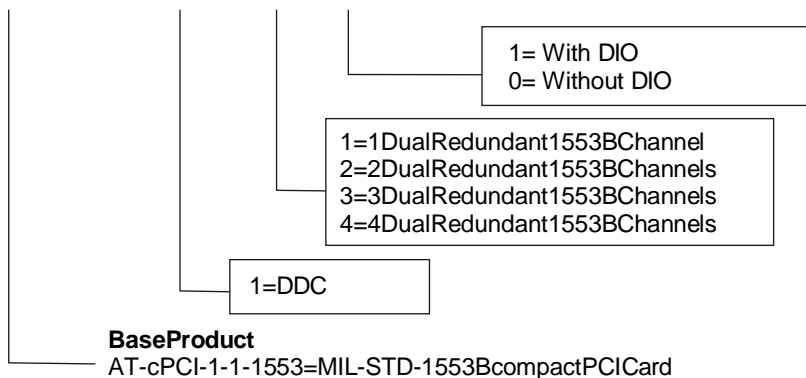 1= With DIO
0= Without DIO
1=1DualRedundant1553BChannel
2=2DualRedundant1553BChannels
3=3DualRedundant1553BChannels
4=4DualRedundant1553BChannels
1=DDC
BaseProduct
AT-cPCI-1-1-1553=MIL-STD-1553BcompactPCICard